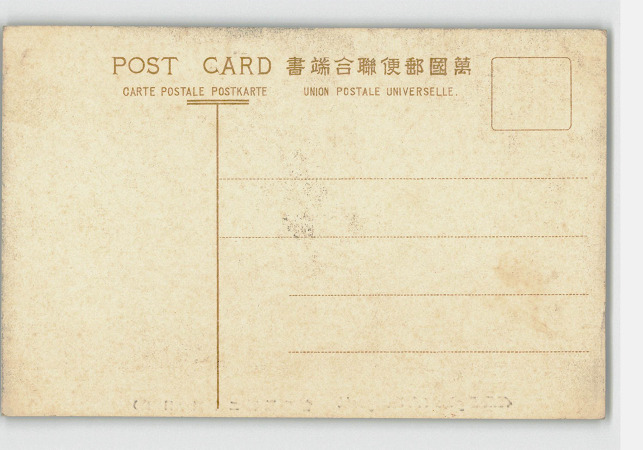 POST CARD 書端合聯便郵國萬
CARTE POSTALE POSTKARTE UNION POSTALE UNIVERSELLE.